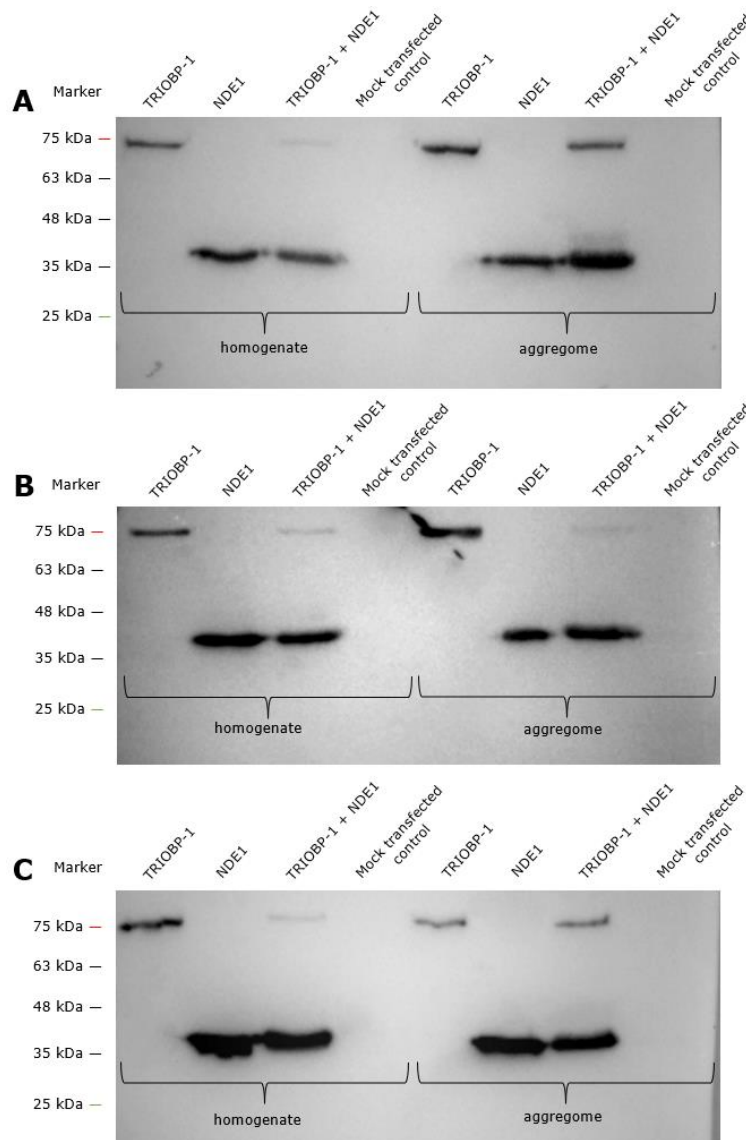 A
Marker
TRIOBP-1
NDE1
TRIOBP-1 + NDE1
Mock transfected
control
TRIOBP-1
NDE1
TRIOBP-1 + NDE1
Mock transfected
control
75 kDa
63 kDa
48 kDa
35 kDa
25 kDa
homogenate
aggregome
B
Marker
TRIOBP-1
NDE1
TRIOBP-1 + NDE1
Mock transfected
control
TRIOBP-1
NDE1
TRIOBP-1 + NDE1
Mock transfected
control
75 kDa
63 kDa
48 kDa
35 kDa
25 kDa
homogenate
aggregome
C
Marker
TRIOBP-1
NDE1
TRIOBP-1 + NDE1
Mock transfected
control
TRIOBP-1
NDE1
TRIOBP-1 + NDE1
Mock transfected
control
75 kDa
63 kDa
48 kDa
35 kDa
25 kDa
homogenate
aggregome